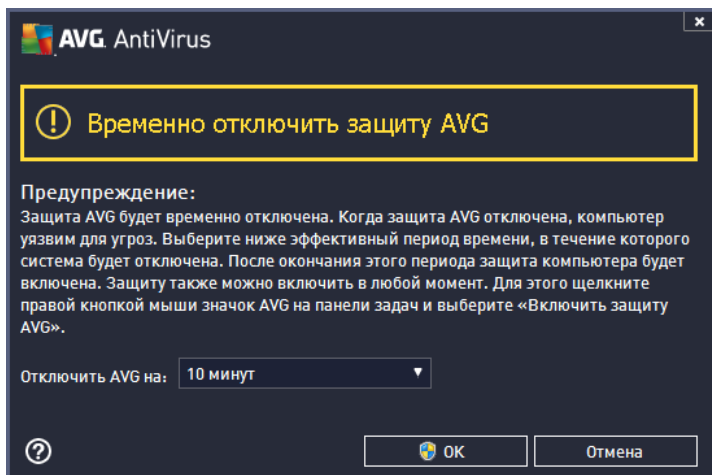 AVG. AntiVirus
Временно отключить защиту AVG
Предупреждение:
Защита AVG будет временно отключена. Когда защита AVG отключена, компьютер
уязвим для угроз. Выберите ниже эффективный период времени, в течение которого
система будет отключена. После окончания этого периода защита компьютера будет
включена. Защиту также можно включить в любой момент. Для этого щелкните
правой кнопкой мыши значок AVG на панели задач и выберите «Включить защиту
AVG».
Отключить AVG на: 10 минут
OK Отмена